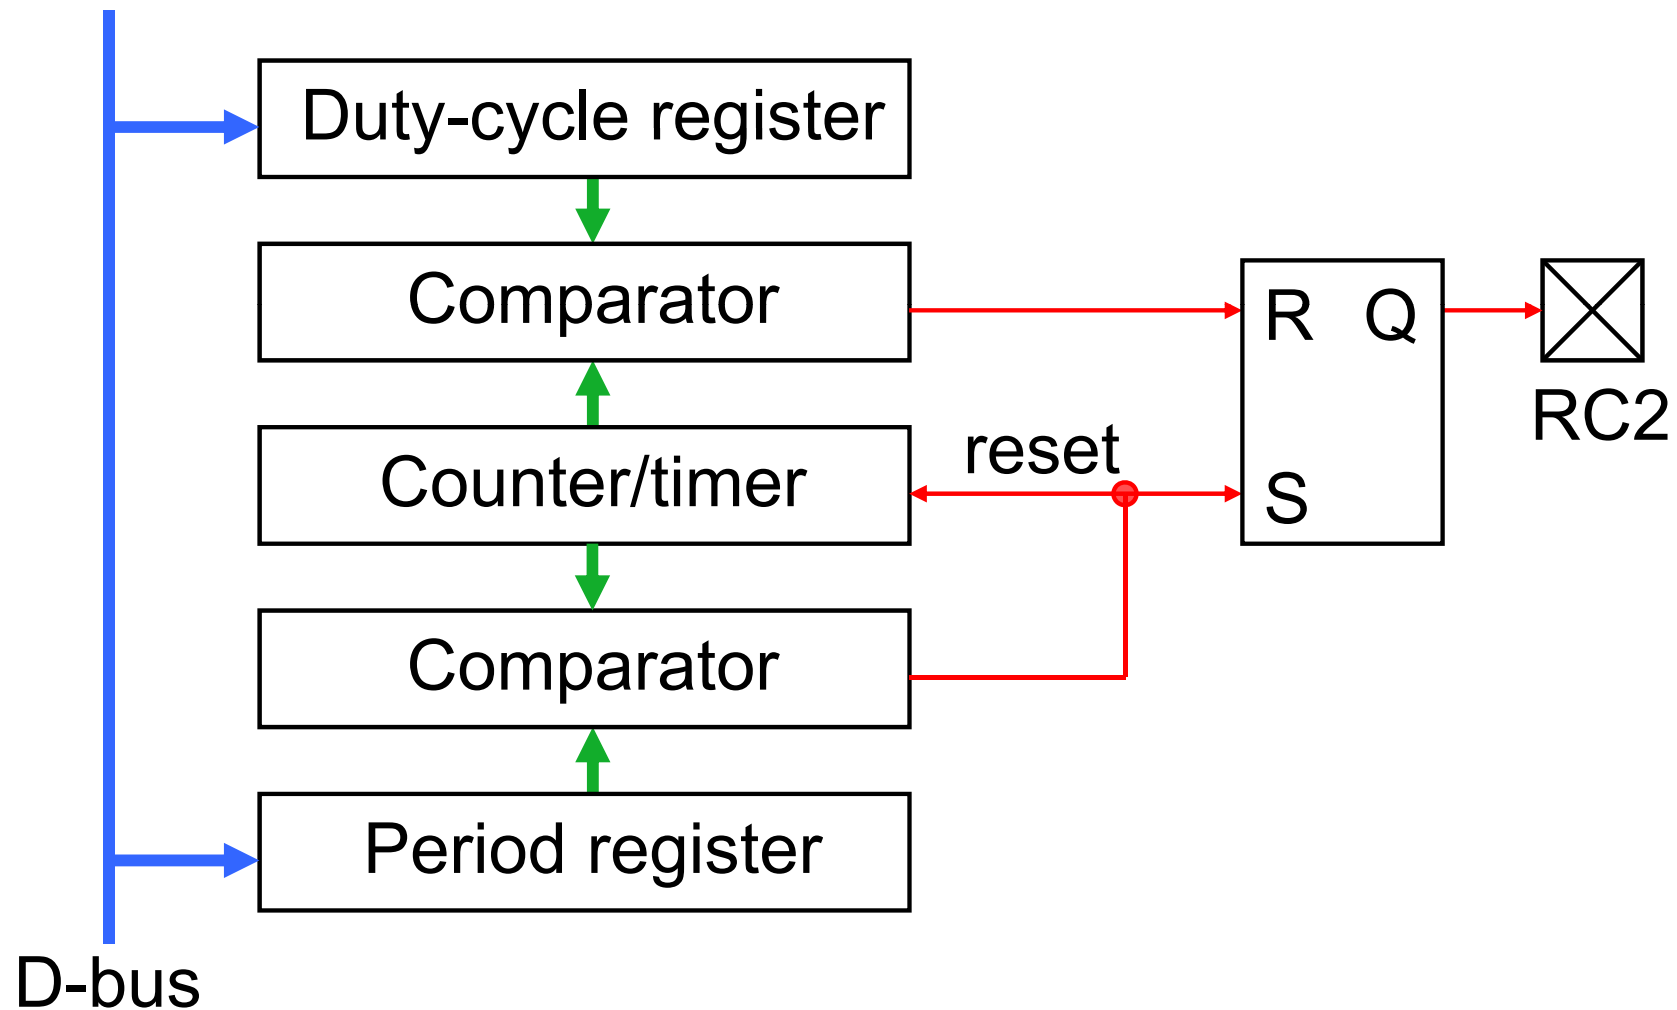 Duty-cycle register
Comparator
R Q
RC2
Counter/timer
reset
S
Comparator
Period register
D-bus